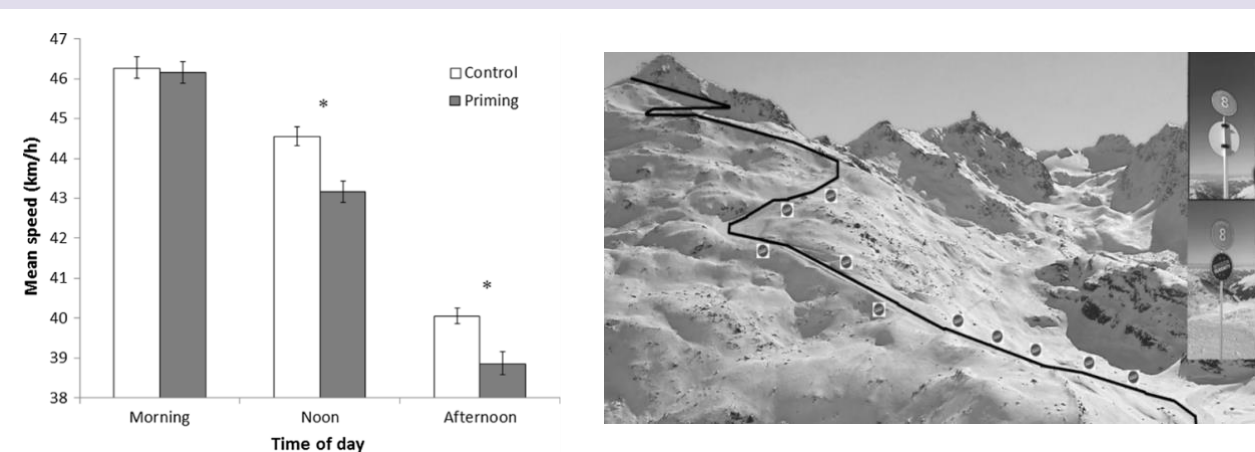 47
46
45
44
43
42
41
40
39
38
Mean speed (km/h)
Control
Priming
*
*
Morning
Noon
Afternoon
Time of day
8
8